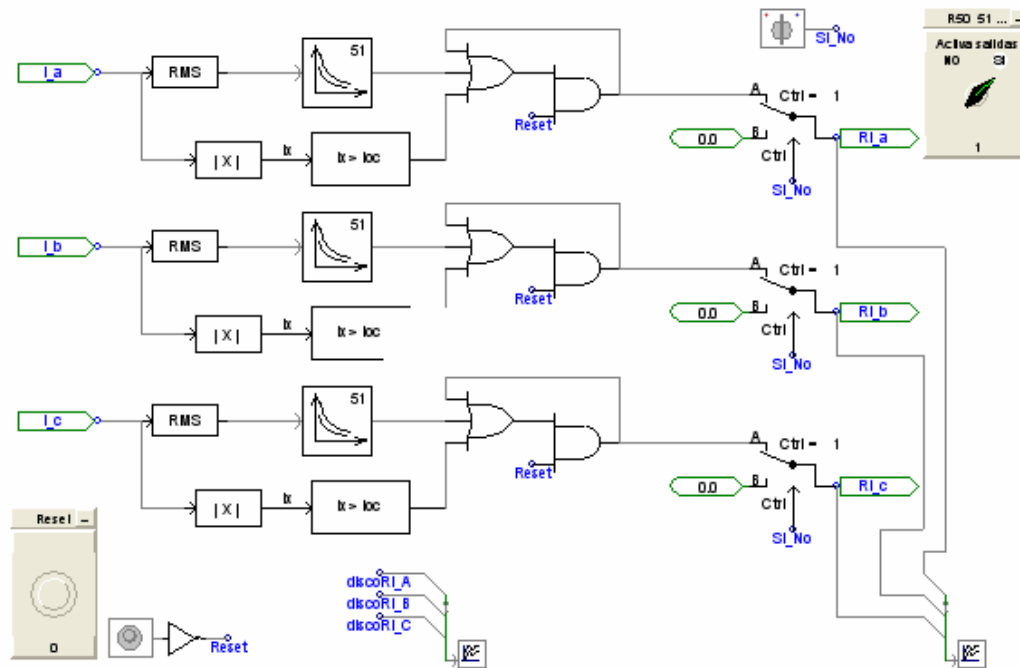 R50 51 ...
Activa salidas
NO SI
1
SI_No
I_a
RMS
51
|X|
Ix
Ix > Ioc
Reset
A
Ctrl = 1
0.0
B
Ctrl
SI_No
RI_a
I_b
RMS
51
|X|
Ix
Ix > Ioc
Reset
A
Ctrl = 1
0.0
B
Ctrl
SI_No
RI_b
I_c
RMS
51
|X|
Ix
Ix > Ioc
Reset
A
Ctrl = 1
0.0
B
Ctrl
SI_No
RI_c
Reset
0
Reset
discoRI_A
discoRI_B
discoRI_C